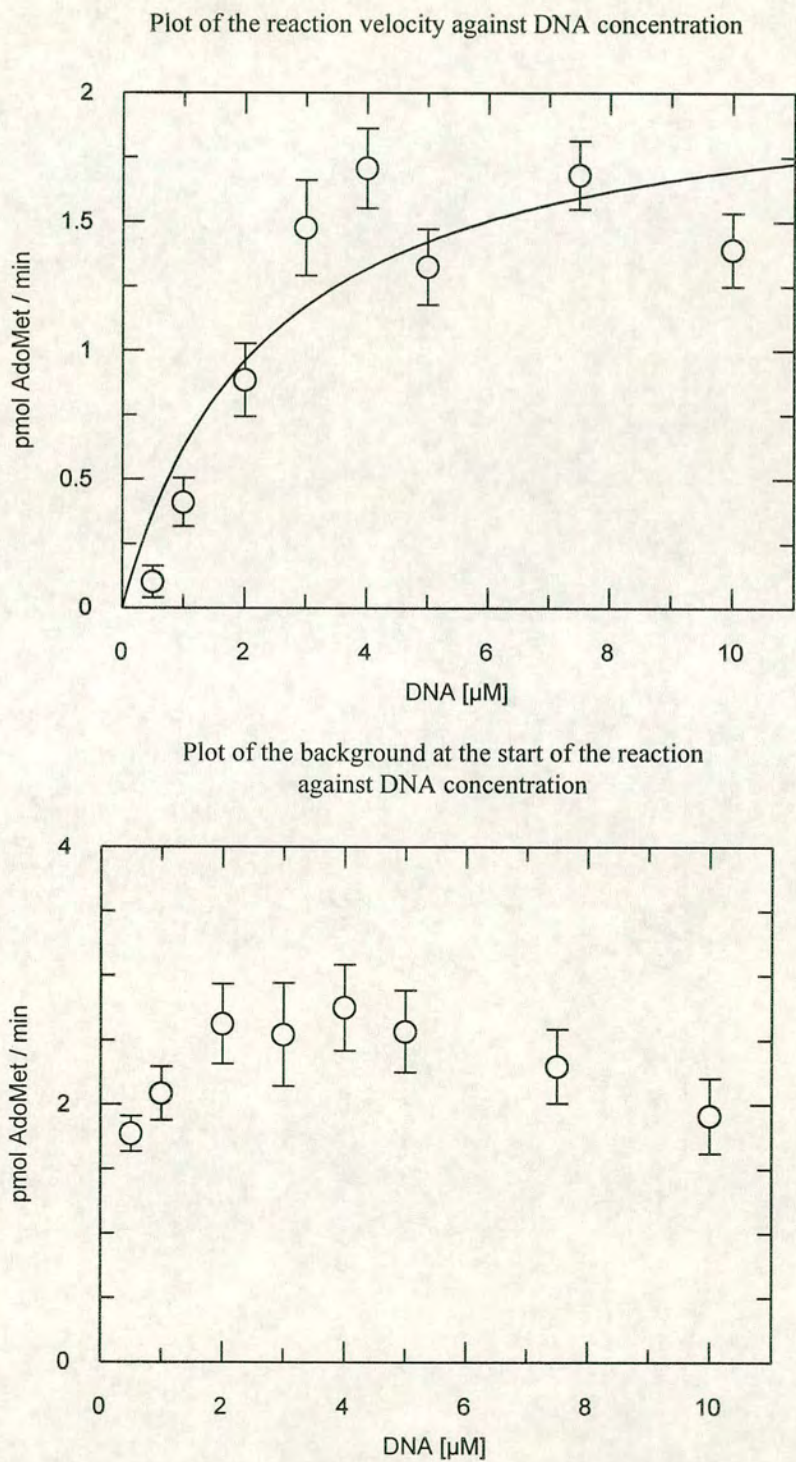 Plot of the reaction velocity against DNA concentration
2
1.5
1
0.5
0
pmol AdoMet / min
0 2 4 6 8 10
DNA [µM]
Plot of the background at the start of the reaction
against DNA concentration
4
2
0
pmol AdoMet / min
0 2 4 6 8 10
DNA [µM]